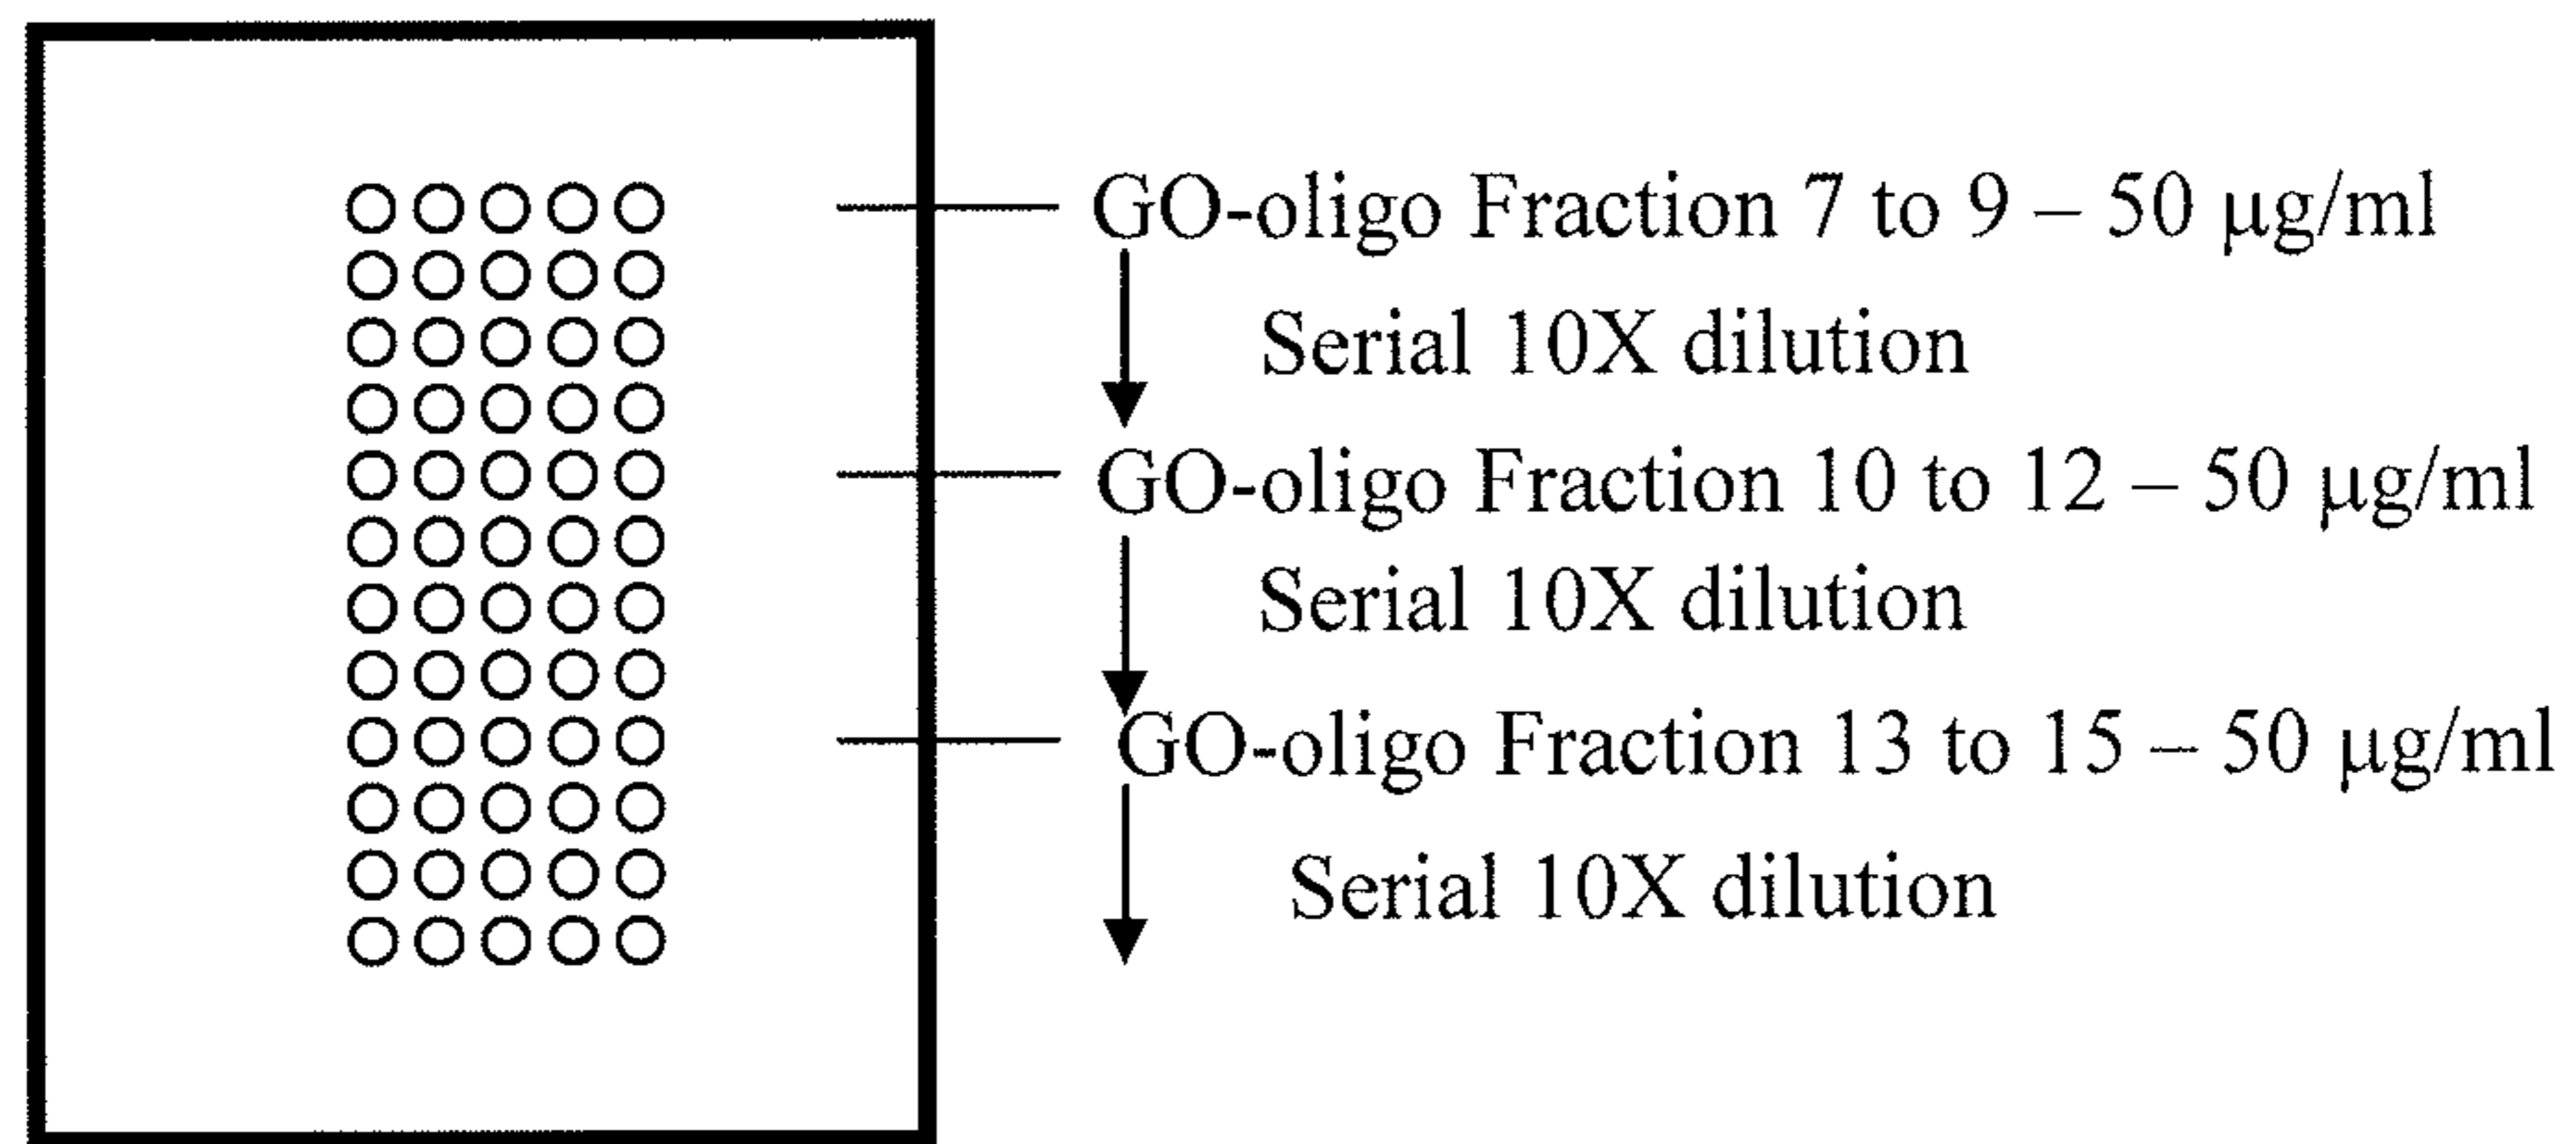 GO-oligo Fraction 7 to 9 – 50 μg/ml
Serial 10X dilution
GO-oligo Fraction 10 to 12 – 50 μg/ml
Serial 10X dilution
GO-oligo Fraction 13 to 15 – 50 μg/ml
Serial 10X dilution